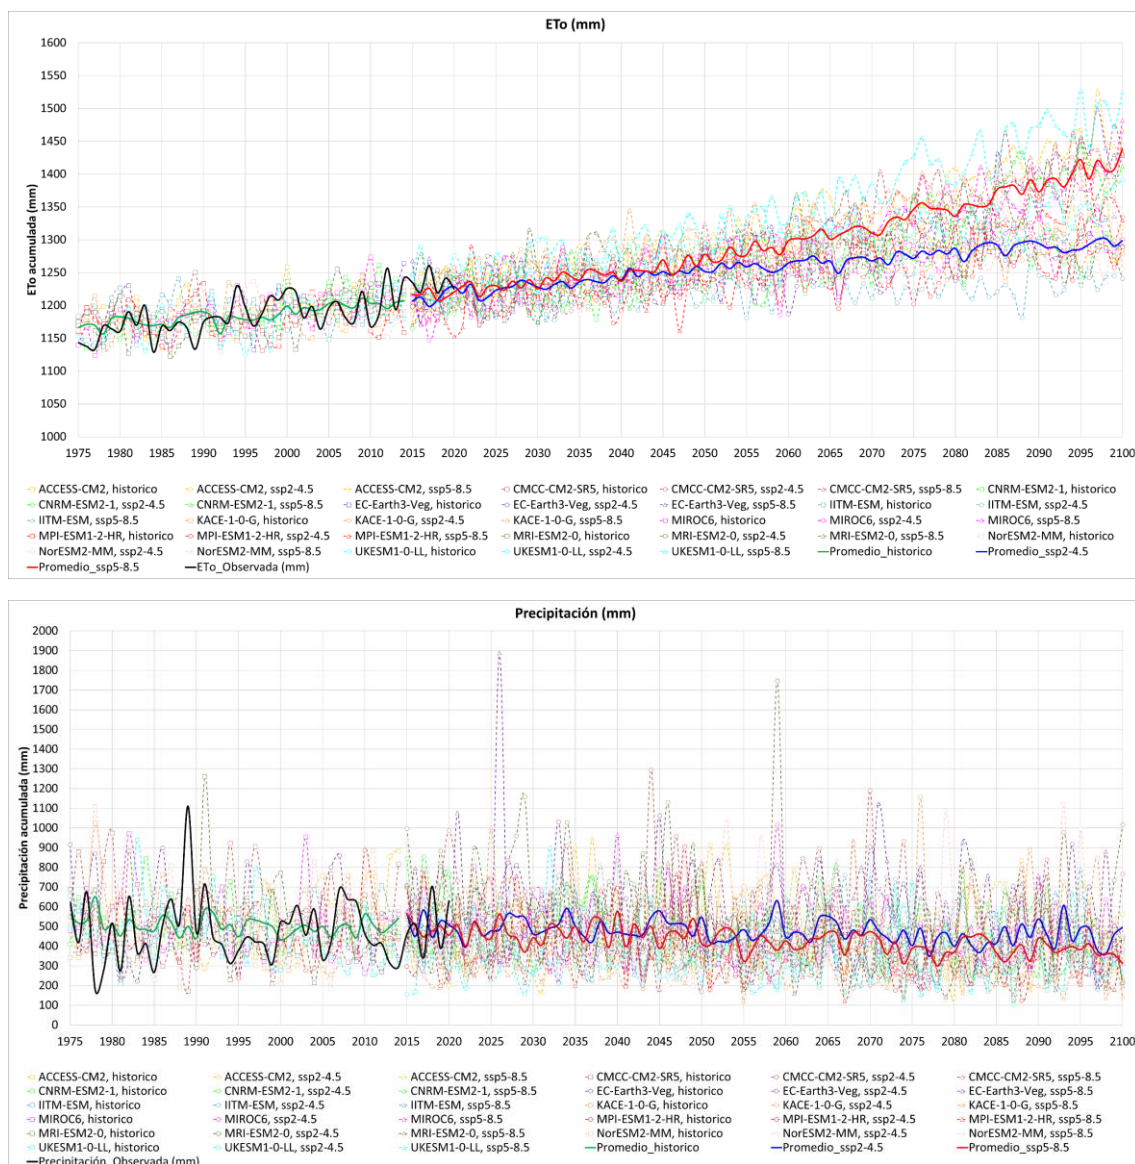 ETo (mm)
1600
1550
1500
1450
1400
1350
1300
1250
1200
1150
1100
1050
1000
ETo acumulada (mm)
1975 1980 1985 1990 1995 2000 2005 2010 2015 2020 2025 2030 2035 2040 2045 2050 2055 2060 2065 2070 2075 2080 2085 2090 2095 2100
ACCESS-CM2, historico ACCESS-CM2, ssp2-4.5 ACCESS-CM2, ssp5-8.5 CMCC-CM2-SR5, historico CMCC-CM2-SR5, ssp2-4.5 CMCC-CM2-SR5, ssp5-8.5 CNRM-ESM2-1, historico
CNRM-ESM2-1, ssp2-4.5 CNRM-ESM2-1, ssp5-8.5 EC-Earth3-Veg, historico EC-Earth3-Veg, ssp2-4.5 EC-Earth3-Veg, ssp5-8.5 IITM-ESM, historico IITM-ESM, ssp2-4.5
IITM-ESM, ssp5-8.5 KACE-1-0-G, historico KACE-1-0-G, ssp2-4.5 KACE-1-0-G, ssp5-8.5 MIROC6, historico MIROC6, ssp2-4.5 MIROC6, ssp5-8.5
MPI-ESM1-2-HR, historico MPI-ESM1-2-HR, ssp2-4.5 MPI-ESM1-2-HR, ssp5-8.5 MRI-ESM2-0, historico MRI-ESM2-0, ssp2-4.5 MRI-ESM2-0, ssp5-8.5 NorESM2-MM, historico
NorESM2-MM, ssp2-4.5 NorESM2-MM, ssp5-8.5 UKESM1-0-LL, historico UKESM1-0-LL, ssp2-4.5 UKESM1-0-LL, ssp5-8.5 Promedio_historico Promedio_ssp2-4.5
Promedio_ssp5-8.5 ETo_Observada (mm)
Precipitación (mm)
2000
1900
1800
1700
1600
1500
1400
1300
1200
1100
1000
900
800
700
600
500
400
300
200
100
0
Precipitación acumulada (mm)
1975 1980 1985 1990 1995 2000 2005 2010 2015 2020 2025 2030 2035 2040 2045 2050 2055 2060 2065 2070 2075 2080 2085 2090 2095 2100
ACCESS-CM2, historico ACCESS-CM2, ssp2-4.5 ACCESS-CM2, ssp5-8.5 CMCC-CM2-SR5, historico CMCC-CM2-SR5, ssp2-4.5 CMCC-CM2-SR5, ssp5-8.5
CNRM-ESM2-1, historico CNRM-ESM2-1, ssp2-4.5 CNRM-ESM2-1, ssp5-8.5 EC-Earth3-Veg, historico EC-Earth3-Veg, ssp2-4.5 EC-Earth3-Veg, ssp5-8.5
IITM-ESM, historico IITM-ESM, ssp2-4.5 IITM-ESM, ssp5-8.5 KACE-1-0-G, historico KACE-1-0-G, ssp2-4.5 KACE-1-0-G, ssp5-8.5
MIROC6, historico MIROC6, ssp2-4.5 MIROC6, ssp5-8.5 MPI-ESM1-2-HR, historico MPI-ESM1-2-HR, ssp2-4.5 MPI-ESM1-2-HR, ssp5-8.5
MRI-ESM2-0, historico MRI-ESM2-0, ssp2-4.5 MRI-ESM2-0, ssp5-8.5 NorESM2-MM, historico NorESM2-MM, ssp2-4.5 NorESM2-MM, ssp5-8.5
UKESM1-0-LL, historico UKESM1-0-LL, ssp2-4.5 UKESM1-0-LL, ssp5-8.5 Promedio_historico Promedio_ssp2-4.5 Promedio_ssp5-8.5
Precipitación_Observada (mm)